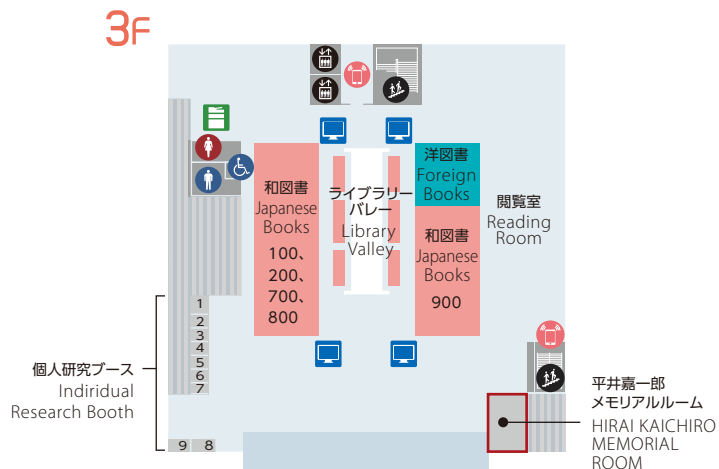 3F
和図書
Japanese
Books
100、
200、
700、
800
ライブラリー
バレー
Library
Valley
洋図書
Foreign
Books
和図書
Japanese
Books
900
閲覧室
Reading
Room
1
2
3
4
5
6
7
9 8
個人研究ブース
Indiridual
Research Booth
平井嘉一郎
メモリアルルーム
HIRAI KAICHIRO
MEMORIAL
ROOM